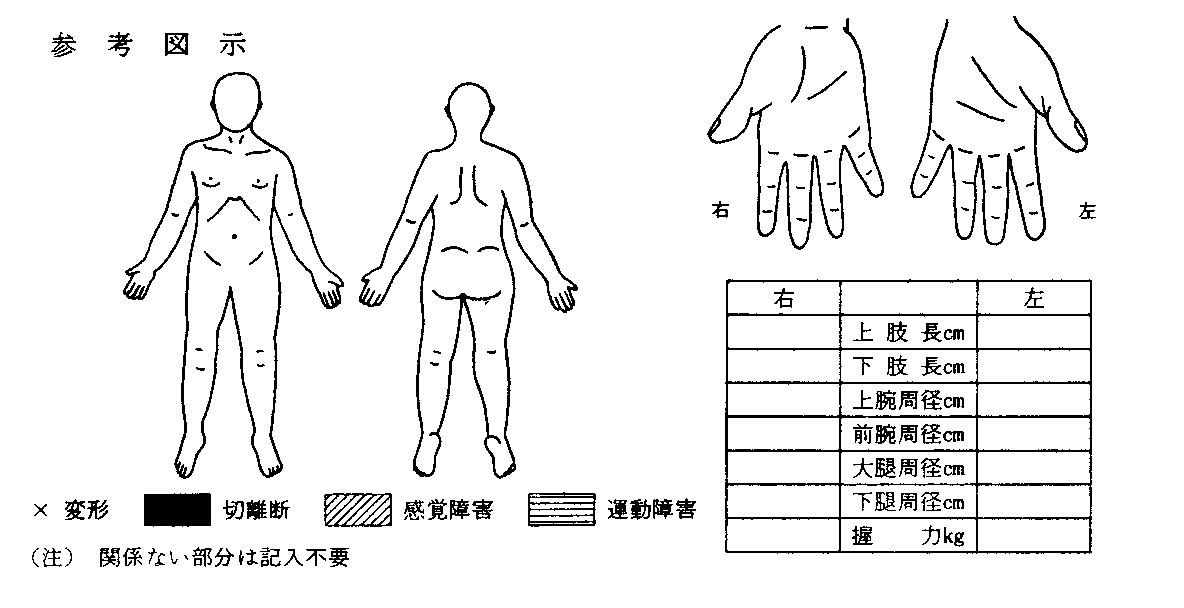 参 考 図 示
右
左
右 左
上 肢 長cm
下 肢 長cm
上腕周径cm
前腕周径cm
大腿周径cm
下腿周径cm
握 力kg
× 変形 切離断 感覚障害 運動障害
（注） 関係ない部分は記入不要